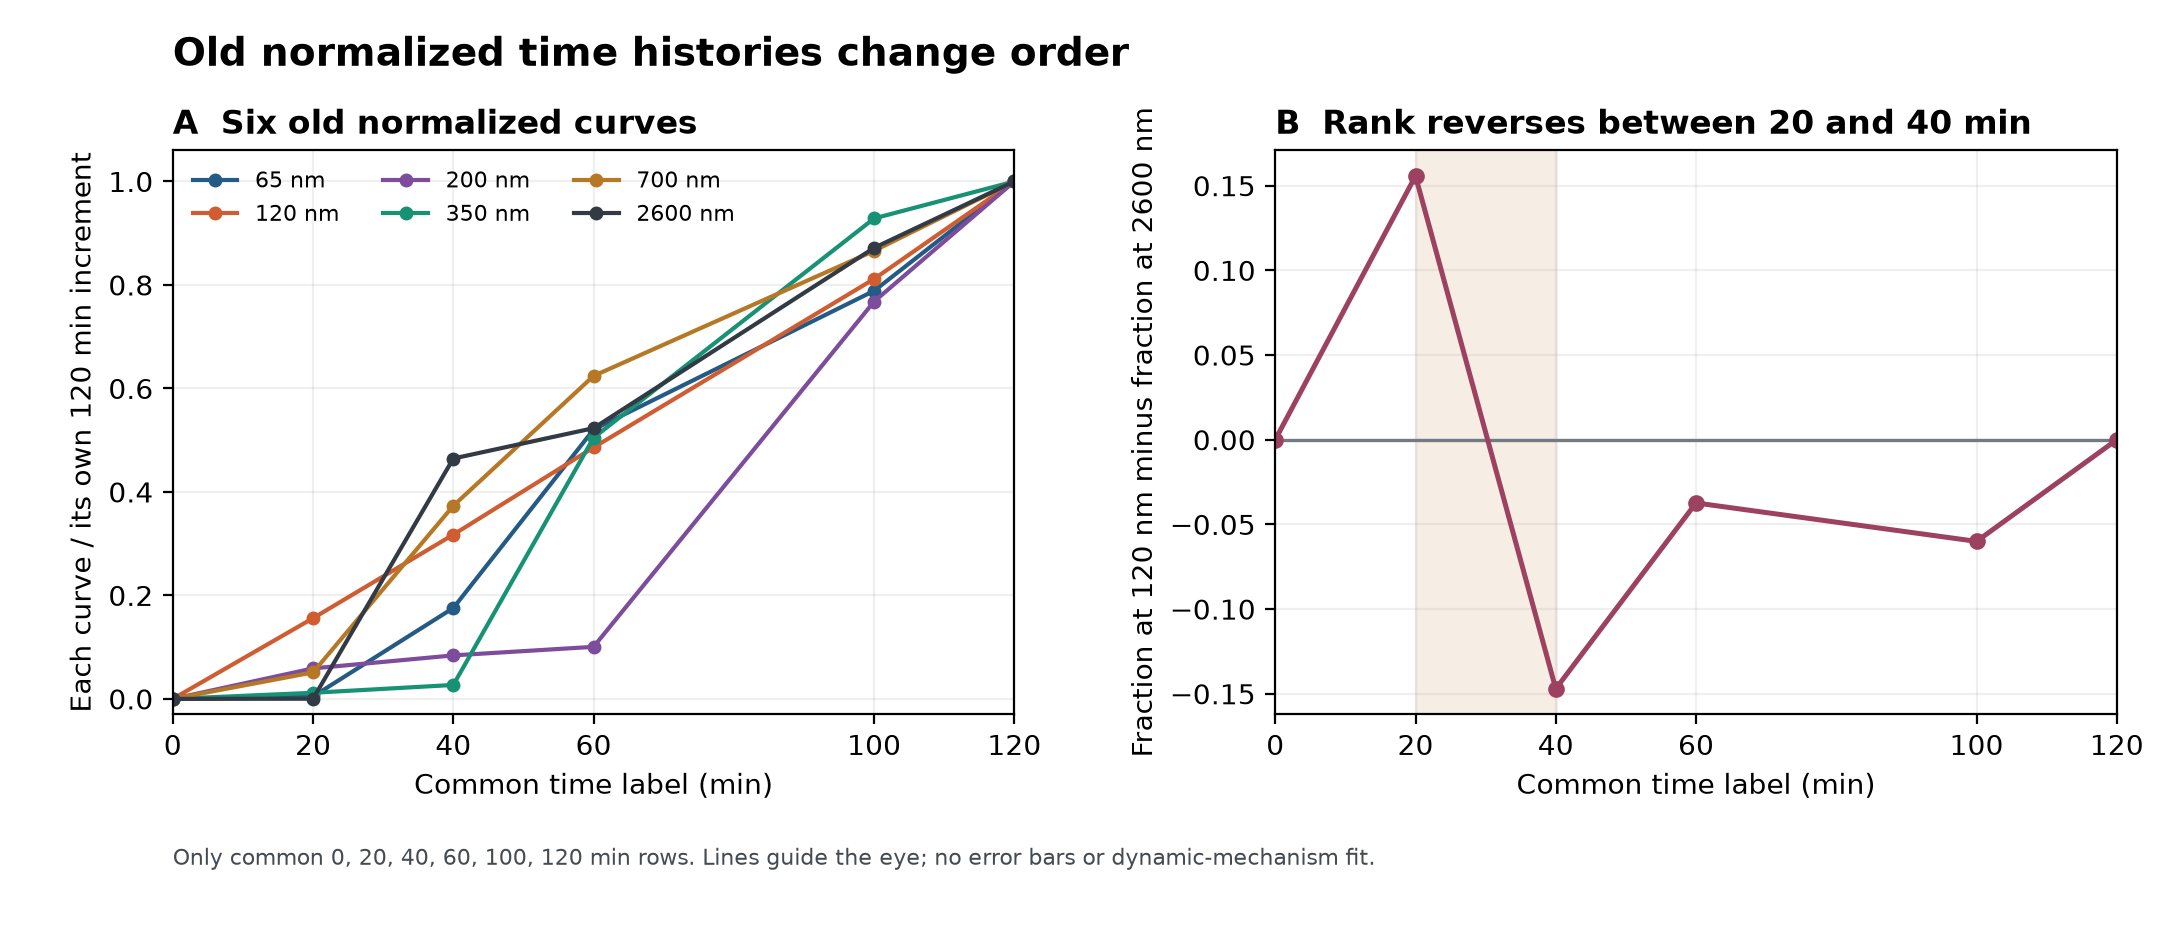 Old normalized time histories change order
A Six old normalized curves
Each curve / its own 120 min increment
1.0
0.8
0.6
0.4
0.2
0.0
65 nm
120 nm
200 nm
350 nm
700 nm
2600 nm
0 20 40 60 100 120
Common time label (min)
B Rank reverses between 20 and 40 min
Fraction at 120 nm minus fraction at 2600 nm
0.15
0.10
0.05
0.00
−0.05
−0.10
−0.15
0 20 40 60 100 120
Common time label (min)
Only common 0, 20, 40, 60, 100, 120 min rows. Lines guide the eye; no error bars or dynamic-mechanism fit.